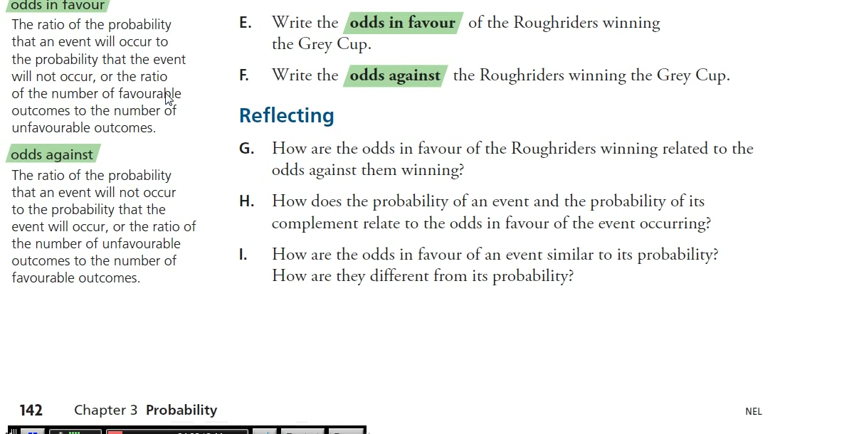 odds in favour
The ratio of the probability
that an event will occur to
the probability that the event
will not occur, or the ratio
of the number of favourable
outcomes to the number of
unfavourable outcomes.
odds against
The ratio of the probability
that an event will not occur
to the probability that the
event will occur, or the ratio of
the number of unfavourable
outcomes to the number of
favourable outcomes.
E. Write the odds in favour of the Roughriders winning
the Grey Cup.
F. Write the odds against the Roughriders winning the Grey Cup.
Reflecting
G. How are the odds in favour of the Roughriders winning related to the
odds against them winning?
H. How does the probability of an event and the probability of its
complement relate to the odds in favour of the event occurring?
I. How are the odds in favour of an event similar to its probability?
How are they different from its probability?
142 Chapter 3 Probability
NEL